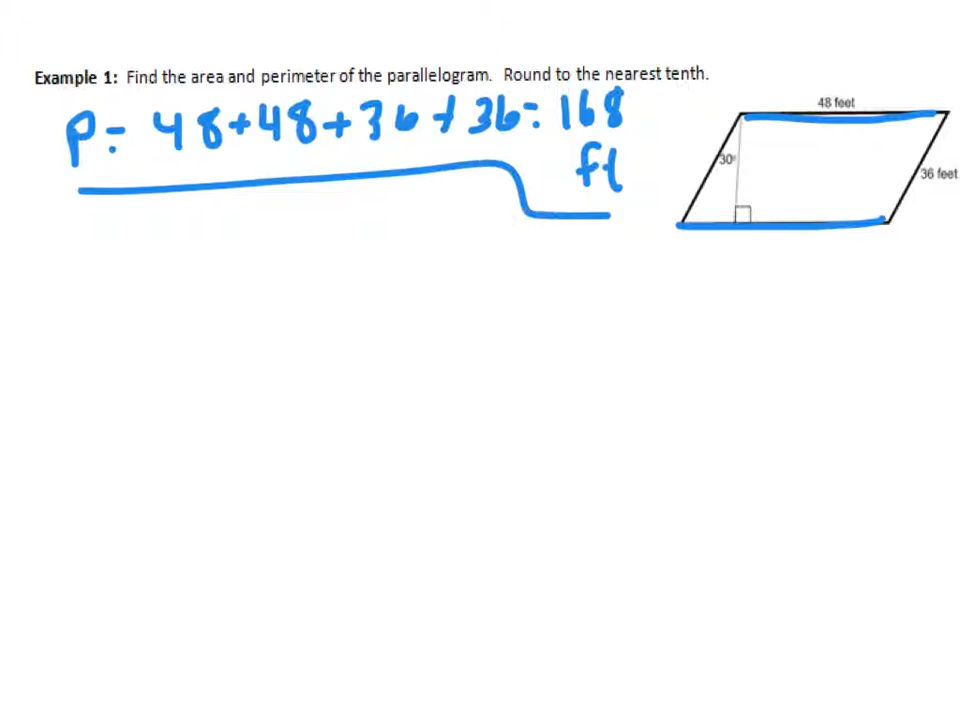 Example 1: Find the area and perimeter of the parallelogram. Round to the nearest tenth.
48 feet
P = 48+48+36+36= 168
ft
30°
36 feet